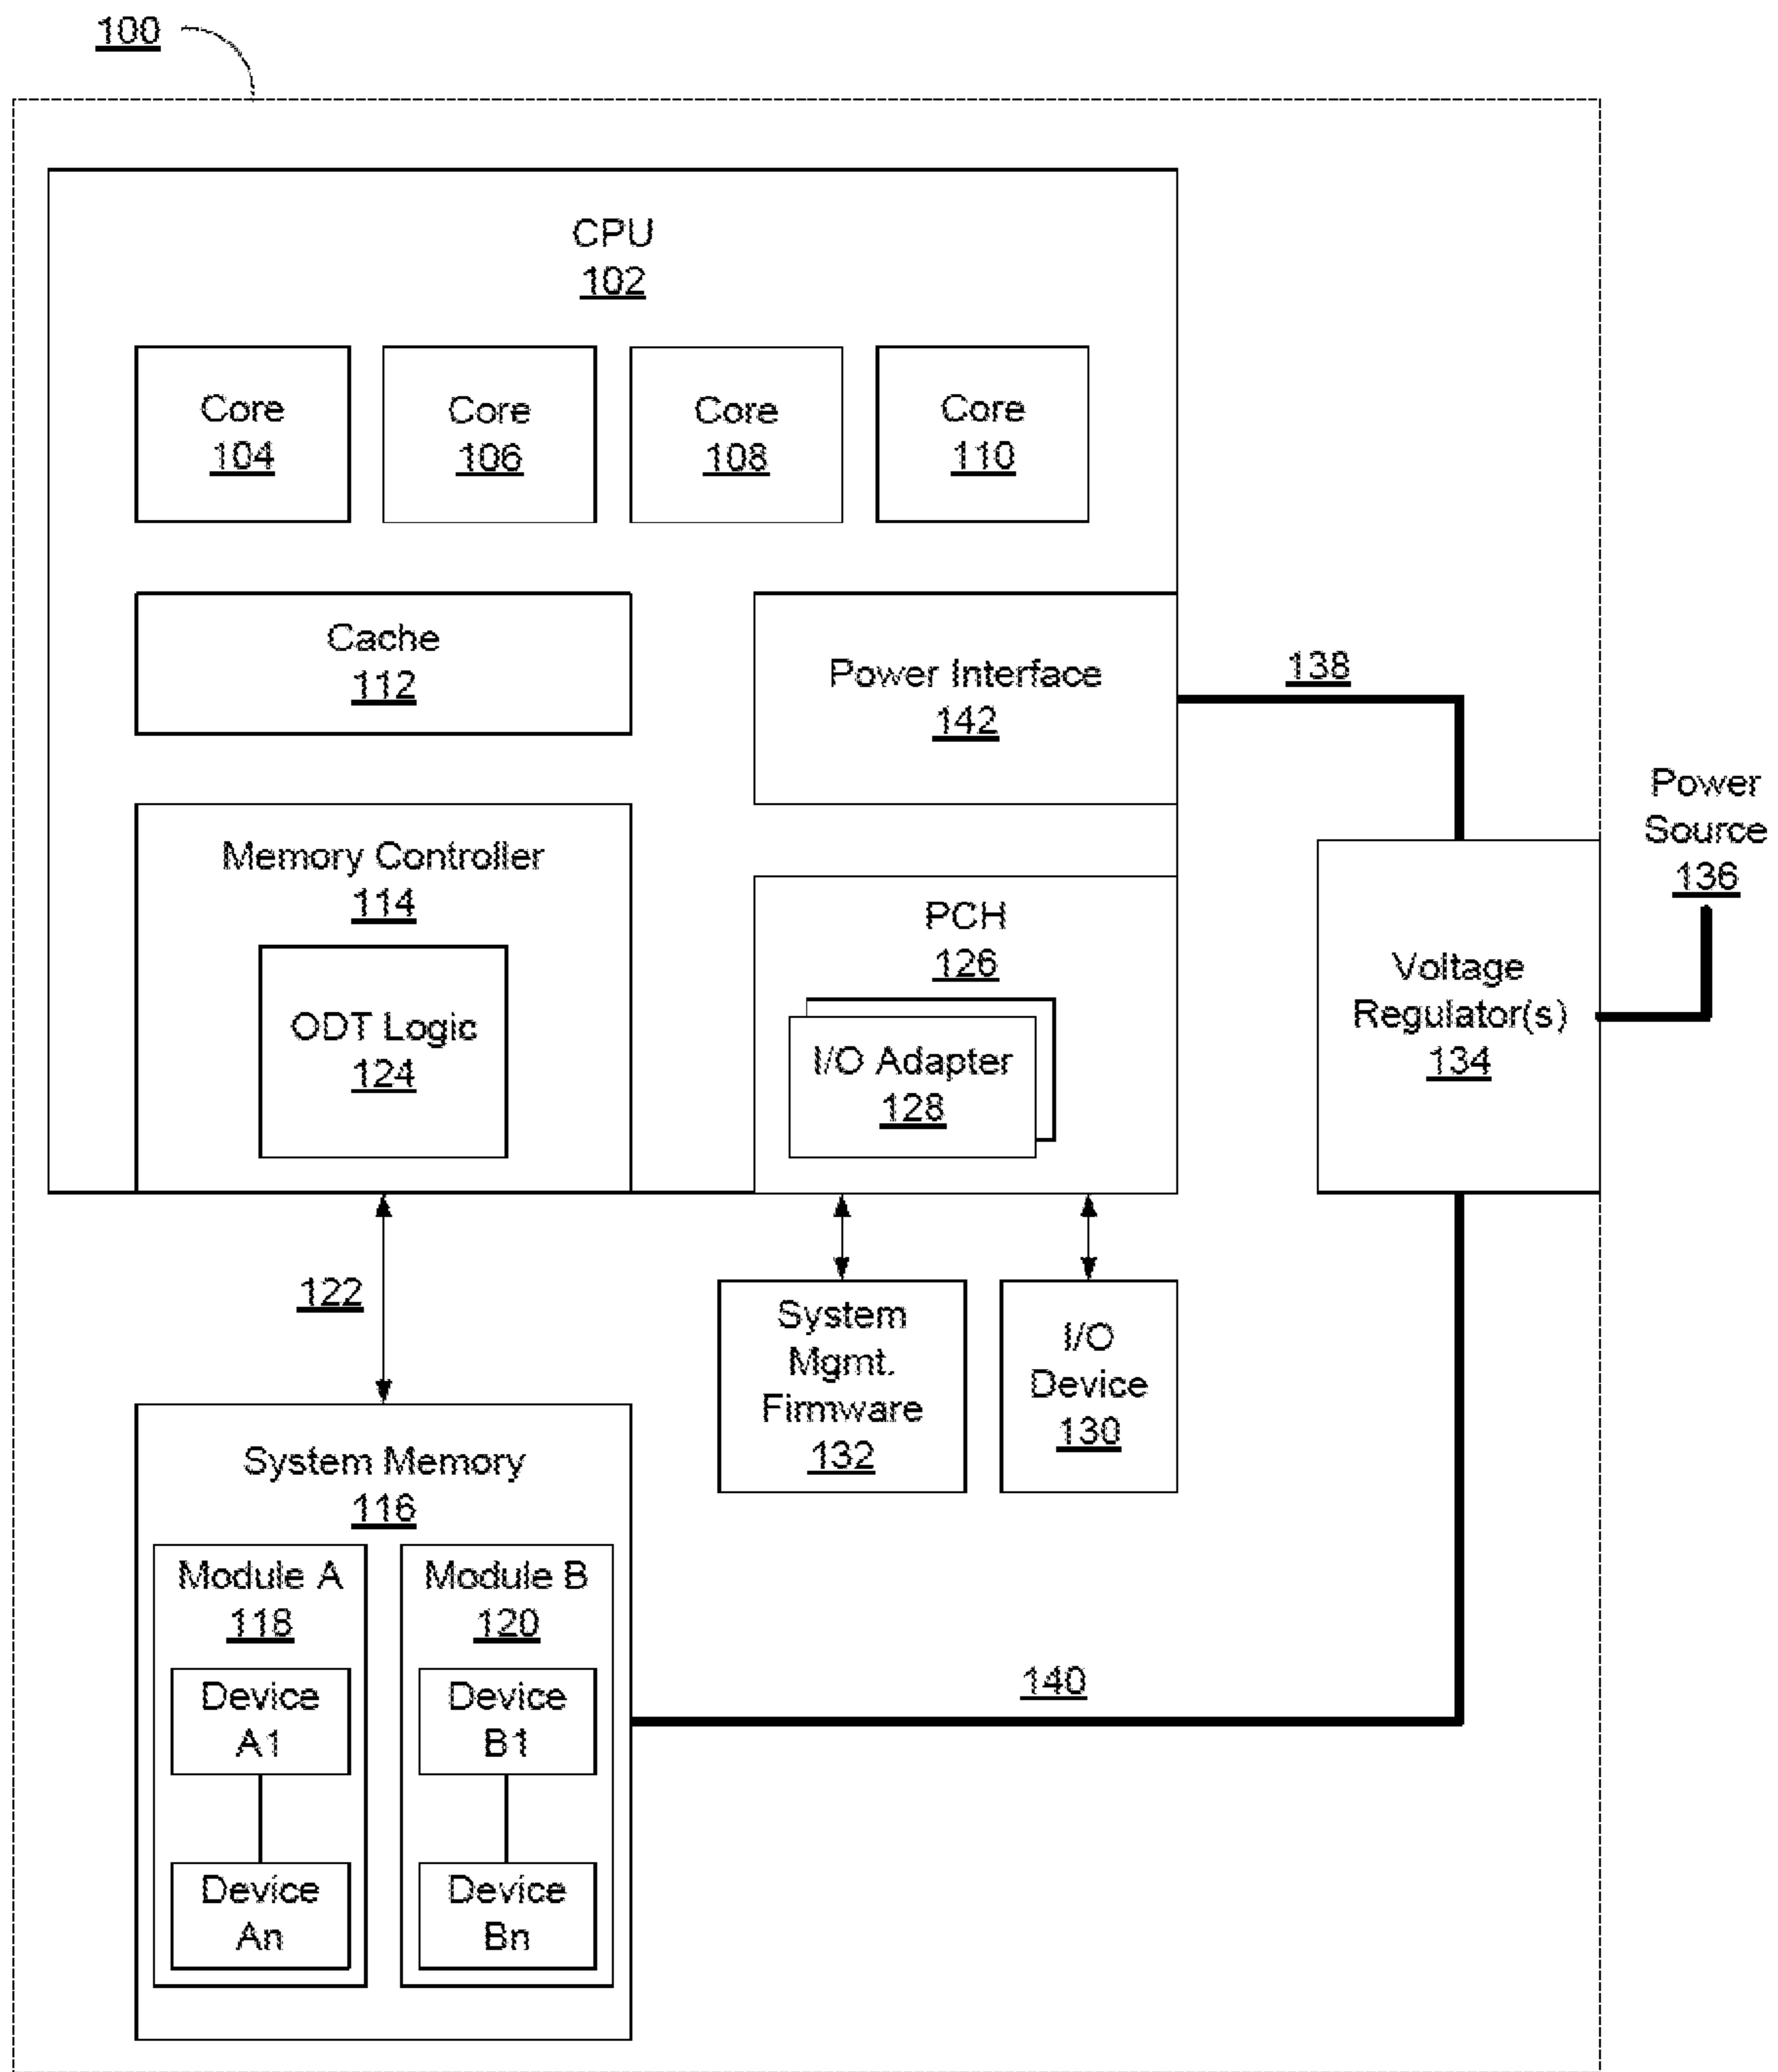 100
CPU
102
Core
104
Core
106
Core
108
Core
110
Cache
112
Power Interface
142
138
Power
Source
136
Memory Controller
114
ODT Logic
124
PCH
126
I/O Adapter
128
Voltage
Regulator(s)
134
122
System
Mgmt.
Firmware
132
I/O
Device
130
System Memory
116
Module A
118
Device
A1
Device
An
Module B
120
Device
B1
Device
Bn
140